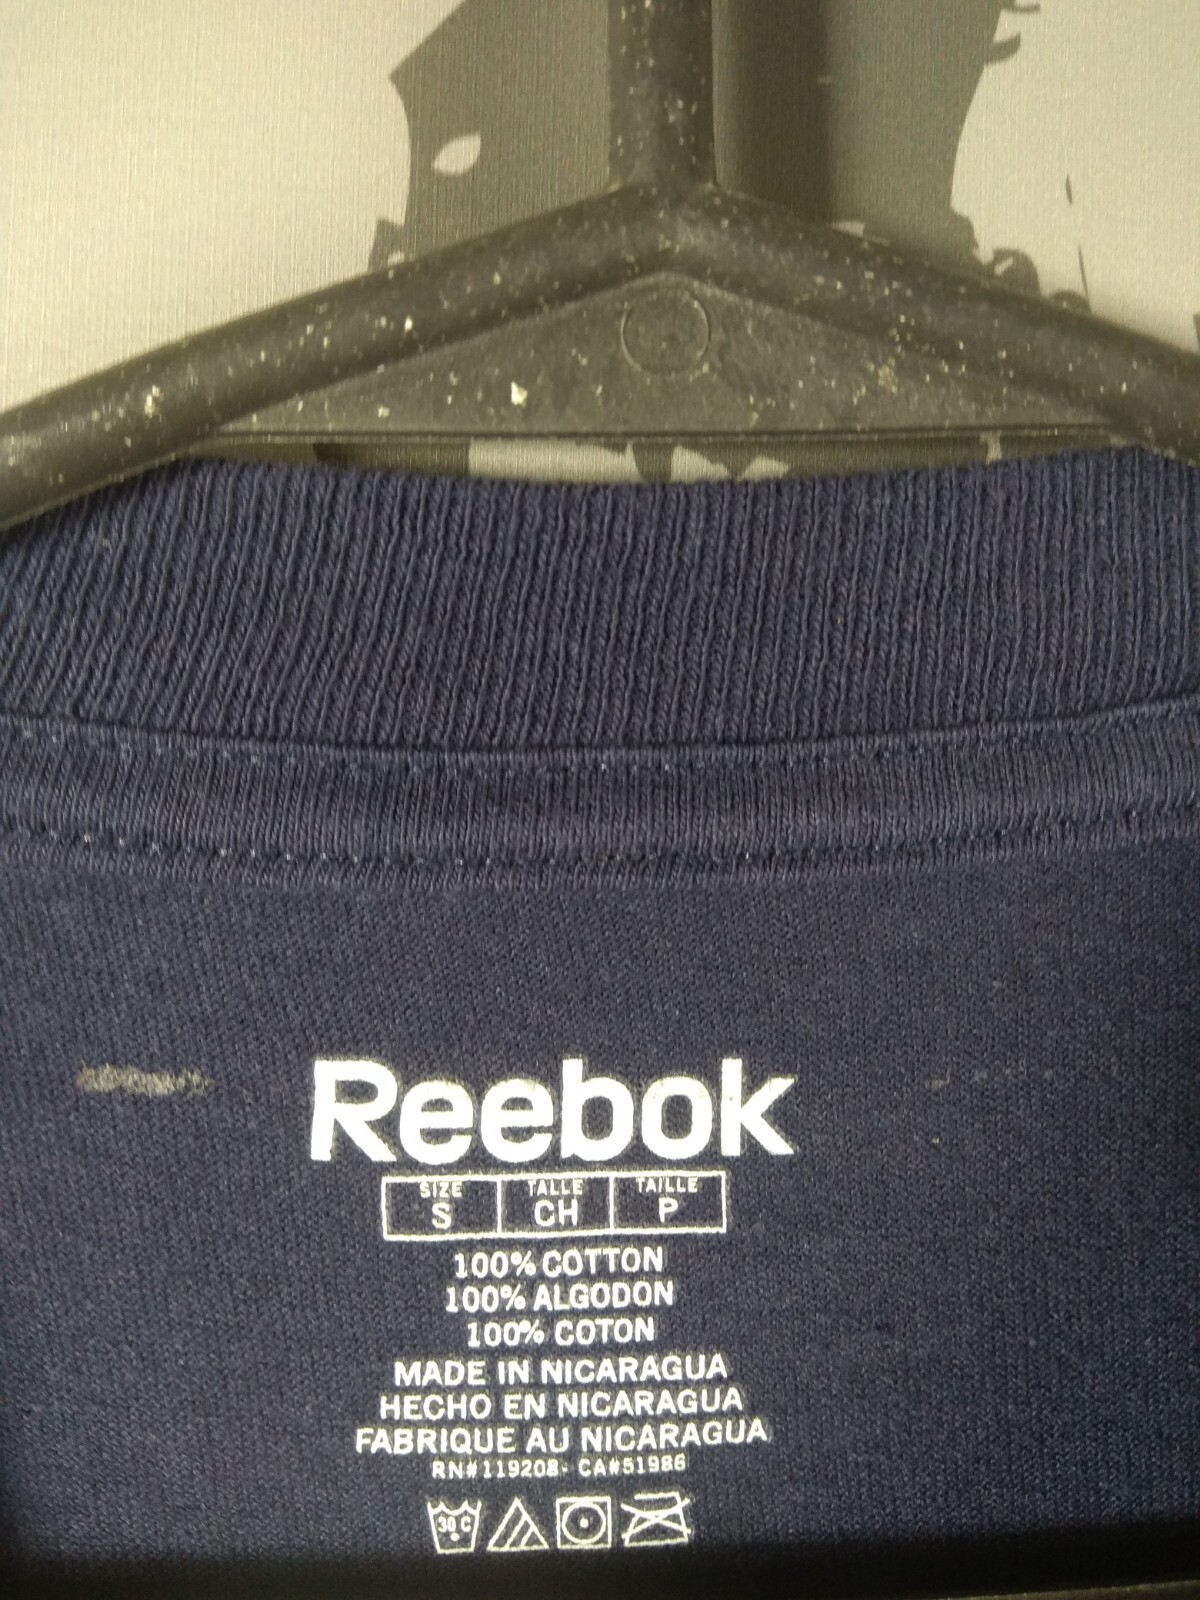 Reebok
SIZE TALLE TAILLE
S CH P
100% COTTON
100% ALGODON
100% COTON
MADE IN NICARAGUA
HECHO EN NICARAGUA
FABRIQUE AU NICARAGUA
RN#119208- CA#51986
30 C